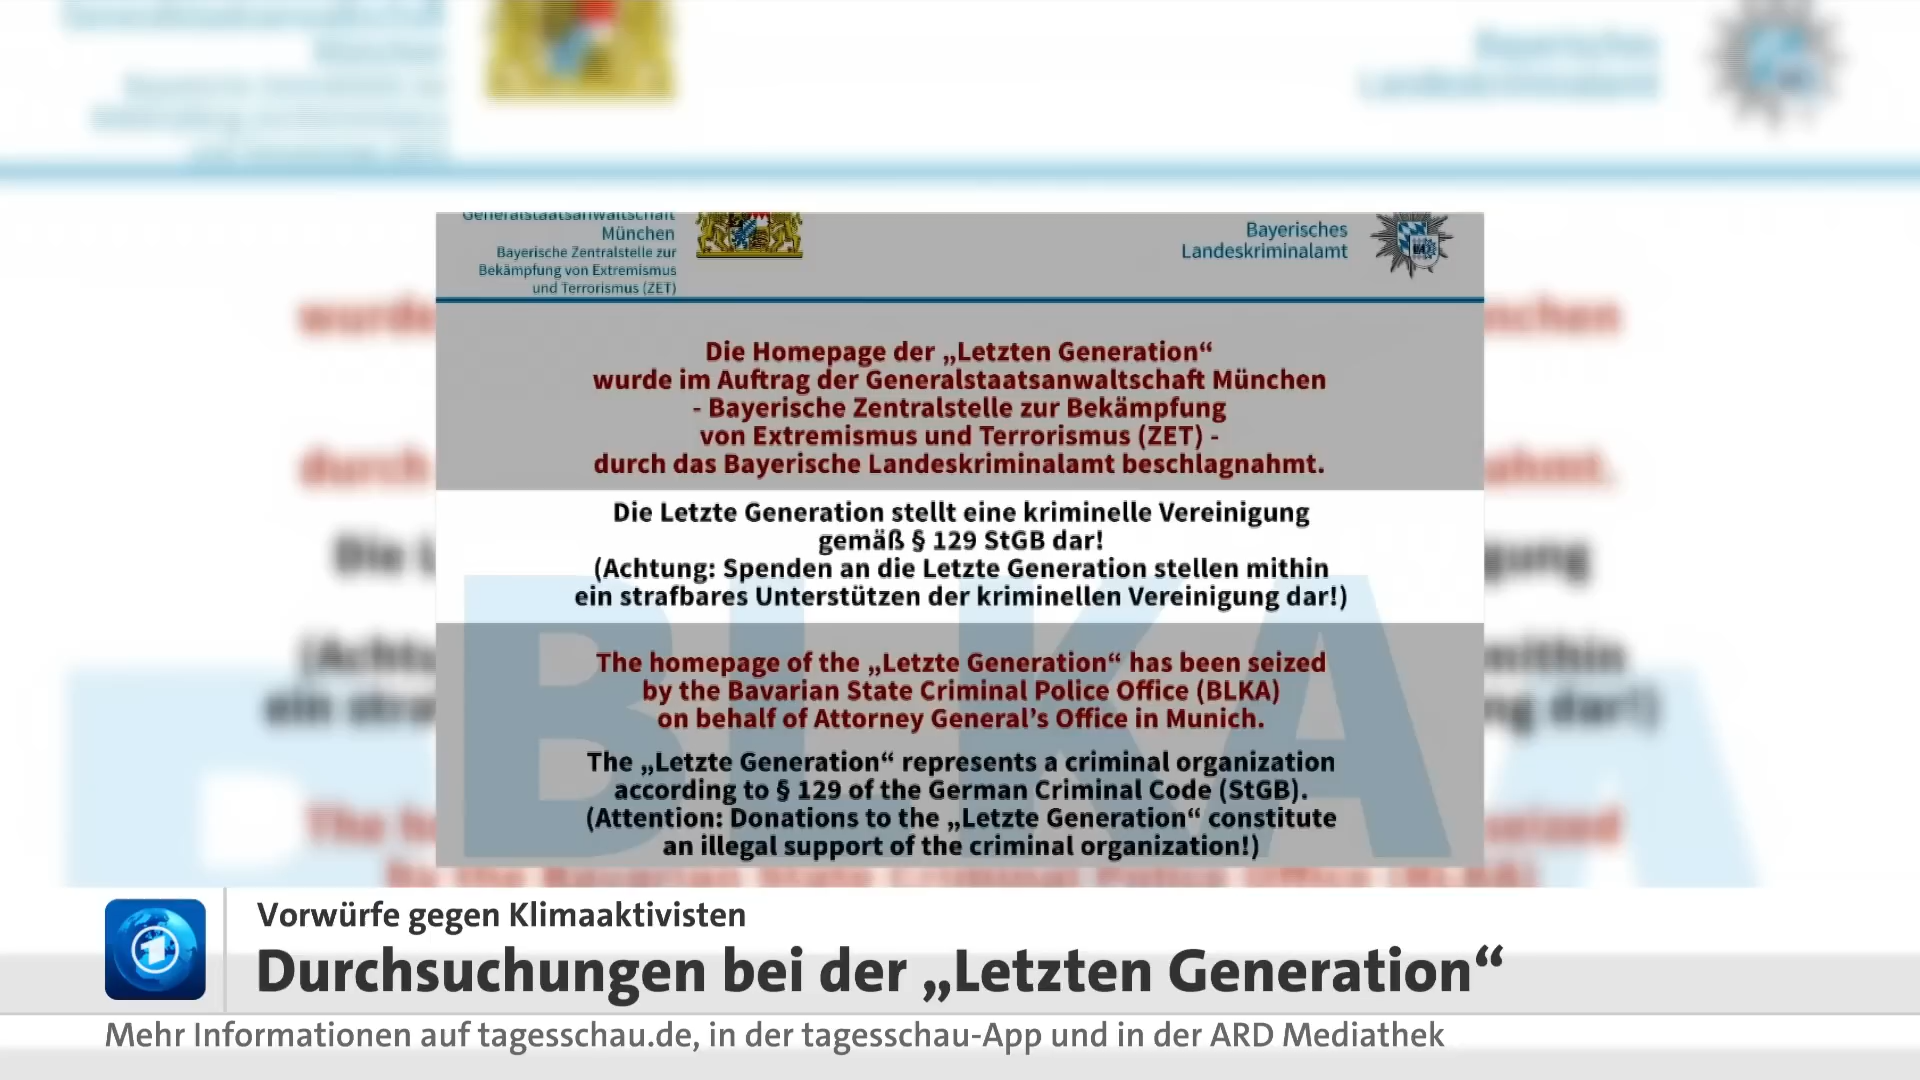 Generalstaatsanwaltschaft
München
Bayerische Zentralstelle zur
Bekämpfung von Extremismus
und Terrorismus (ZET)
Bayerisches
Landeskriminalamt
Die Homepage der „Letzten Generation“
wurde im Auftrag der Generalstaatsanwaltschaft München
- Bayerische Zentralstelle zur Bekämpfung
von Extremismus und Terrorismus (ZET) -
durch das Bayerische Landeskriminalamt beschlagnahmt.
Die Letzte Generation stellt eine kriminelle Vereinigung
gemäß § 129 StGB dar!
(Achtung: Spenden an die Letzte Generation stellen mithin
ein strafbares Unterstützen der kriminellen Vereinigung dar!)
BLKA
The homepage of the „Letzte Generation“ has been seized
by the Bavarian State Criminal Police Office (BLKA)
on behalf of Attorney General's Office in Munich.
The „Letzte Generation“ represents a criminal organization
according to § 129 of the German Criminal Code (StGB).
(Attention: Donations to the „Letzte Generation“ constitute
an illegal support of the criminal organization!)
1
Vorwürfe gegen Klimaaktivisten
Durchsuchungen bei der „Letzten Generation“
Mehr Informationen auf tagesschau.de, in der tagesschau-App und in der ARD Mediathek